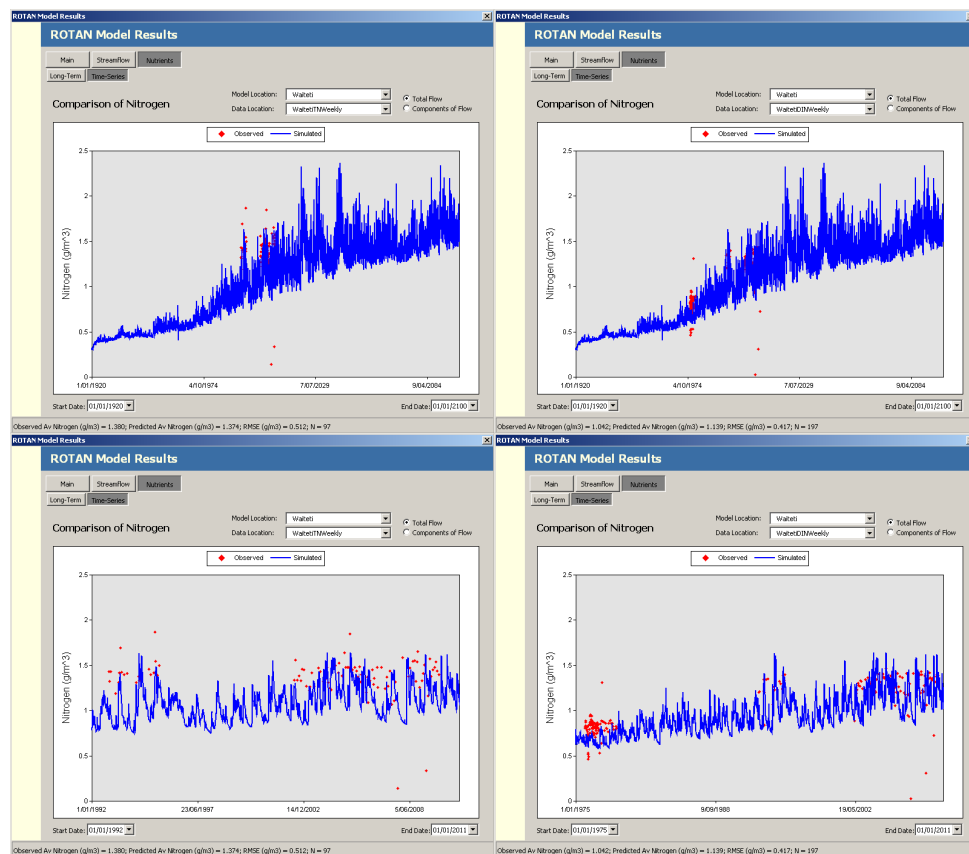 ROTAN Model Results
ROTAN Model Results
Main Streamflow Nutrients
Long-Term Time-Series
Comparison of Nitrogen
Model Location: Waiteti
Data Location: WaitetiTNWeekly
Total Flow
Components of Flow
Observed Simulated
2.5
2
1.5
1
0.5
0
Nitrogen (g/m^3)
1/01/1920 4/10/1974 7/07/2029 9/04/2084
Start Date: 01/01/1920 End Date: 01/01/2100
Observed Av Nitrogen (g/m3) = 1.380; Predicted Av Nitrogen (g/m3) = 1.374; RMSE (g/m3) = 0.512; N = 97
ROTAN Model Results
ROTAN Model Results
Main Streamflow Nutrients
Long-Term Time-Series
Comparison of Nitrogen
Model Location: Waiteti
Data Location: WaitetiDINWeekly
Total Flow
Components of Flow
Observed Simulated
2.5
2
1.5
1
0.5
0
Nitrogen (g/m^3)
1/01/1920 4/10/1974 7/07/2029 9/04/2084
Start Date: 01/01/1920 End Date: 01/01/2100
Observed Av Nitrogen (g/m3) = 1.042; Predicted Av Nitrogen (g/m3) = 1.139; RMSE (g/m3) = 0.417; N = 197
ROTAN Model Results
ROTAN Model Results
Main Streamflow Nutrients
Long-Term Time-Series
Comparison of Nitrogen
Model Location: Waiteti
Data Location: WaitetiTNWeekly
Total Flow
Components of Flow
Observed Simulated
2.5
2
1.5
1
0.5
0
Nitrogen (g/m^3)
1/01/1992 23/06/1997 14/12/2002 5/06/2008
Start Date: 01/01/1992 End Date: 01/01/2011
Observed Av Nitrogen (g/m3) = 1.380; Predicted Av Nitrogen (g/m3) = 1.374; RMSE (g/m3) = 0.512; N = 97
ROTAN Model Results
ROTAN Model Results
Main Streamflow Nutrients
Long-Term Time-Series
Comparison of Nitrogen
Model Location: Waiteti
Data Location: WaitetiDINWeekly
Total Flow
Components of Flow
Observed Simulated
2.5
2
1.5
1
0.5
0
Nitrogen (g/m^3)
1/01/1975 9/09/1988 19/05/2002
Start Date: 01/01/1975 End Date: 01/01/2011
Observed Av Nitrogen (g/m3) = 1.042; Predicted Av Nitrogen (g/m3) = 1.139; RMSE (g/m3) = 0.417; N = 197